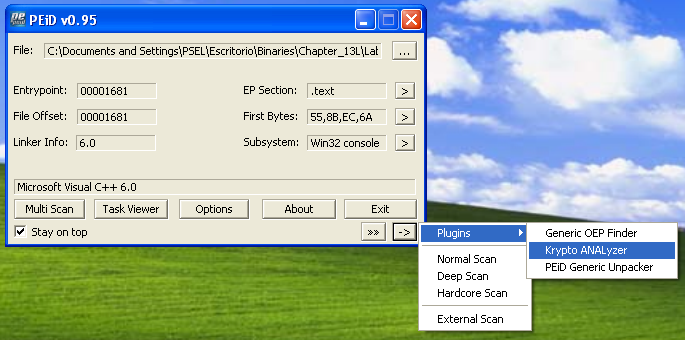 PEiD v0.95
File: C:\Documents and Settings\PSEL\Escritorio\Binaries\Chapter_13L\Lab ...
Entrypoint: 00001681 EP Section: .text >
File Offset: 00001681 First Bytes: 55,8B,EC,6A >
Linker Info: 6.0 Subsystem: Win32 console >
Microsoft Visual C++ 6.0
Multi Scan Task Viewer Options About Exit
Stay on top »» ->
Plugins
Normal Scan
Deep Scan
Hardcore Scan
External Scan
Generic OEP Finder
Krypto ANALyzer
PEiD Generic Unpacker